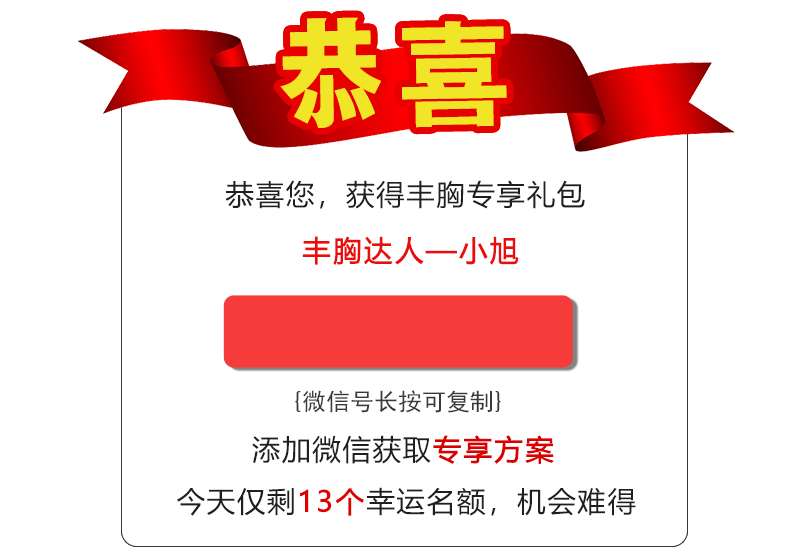 恭喜
恭喜您，获得丰胸专享礼包
丰胸达人—小旭
{微信号长按可复制}
添加微信获取专享方案
今天仅剩13个幸运名额，机会难得